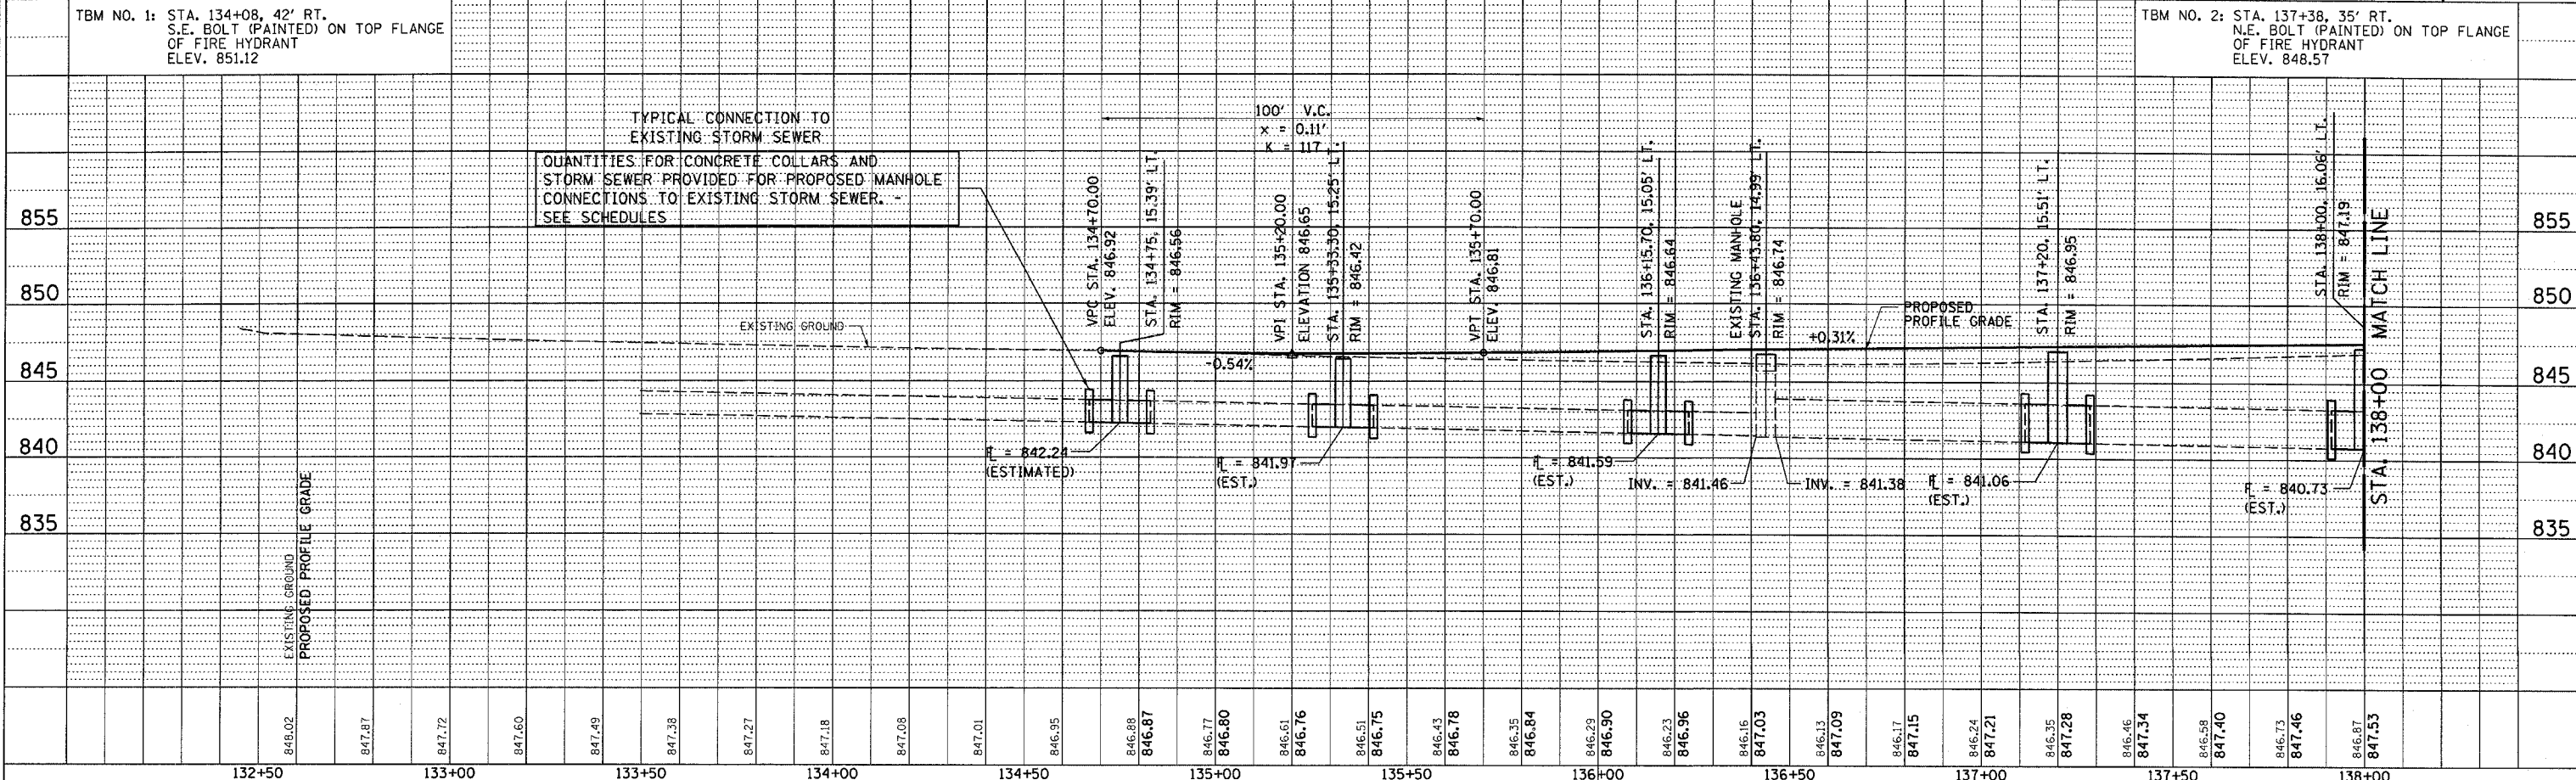 TBM NO. 1: STA. 134+08, 42' RT.
S.E. BOLT (PAINTED) ON TOP FLANGE
OF FIRE HYDRANT
ELEV. 851.12
TBM NO. 2: STA. 137+38, 35' RT.
N.E. BOLT (PAINTED) ON TOP FLANGE
OF FIRE HYDRANT
ELEV. 848.57
TYPICAL CONNECTION TO
EXISTING STORM SEWER
QUANTITIES FOR CONCRETE COLLARS AND
STORM SEWER PROVIDED FOR PROPOSED MANHOLE
CONNECTIONS TO EXISTING STORM SEWER. -
SEE SCHEDULES
100' V.C.
x = 0.11'
K = 117
VPC STA. 134+70.00
ELEV. 846.92
STA. 134+75, 15.39' LT.
RIM = 846.56
VPI STA. 135+20.00
ELEVATION 846.65
STA. 135+33.30, 15.25' LT.
RIM = 846.42
VPT STA. 135+70.00
ELEV. 846.81
STA. 136+15.70, 15.05' LT.
RIM = 846.64
EXISTING MANHOLE
STA. 136+43.80, 14.99' LT.
RIM = 846.74
STA. 137+20, 15.51' LT.
RIM = 846.95
STA. 138+00, 16.06' LT.
RIM = 847.19
STA. 138+00 MATCH LINE
855
850
845
840
835
855
850
845
840
835
EXISTING GROUND
-0.54%
+0.31%
PROPOSED
PROFILE GRADE
FL = 842.24
(ESTIMATED)
FL = 841.97
(EST.)
FL = 841.59
(EST.)
INV. = 841.46
INV. = 841.38
FL = 841.06
(EST.)
FL = 840.73
(EST.)
EXISTING GROUND
PROPOSED PROFILE GRADE
848.02
847.87
847.72
847.60
847.49
847.38
847.27
847.18
847.08
847.01
846.95
846.88
846.87
846.77
846.80
846.61
846.76
846.51
846.75
846.43
846.78
846.35
846.84
846.29
846.90
846.23
846.96
846.16
847.03
846.13
847.09
846.17
847.15
846.24
847.21
846.35
847.28
846.46
847.34
846.58
847.40
846.73
847.46
846.87
847.53
132+50
133+00
133+50
134+00
134+50
135+00
135+50
136+00
136+50
137+00
137+50
138+00